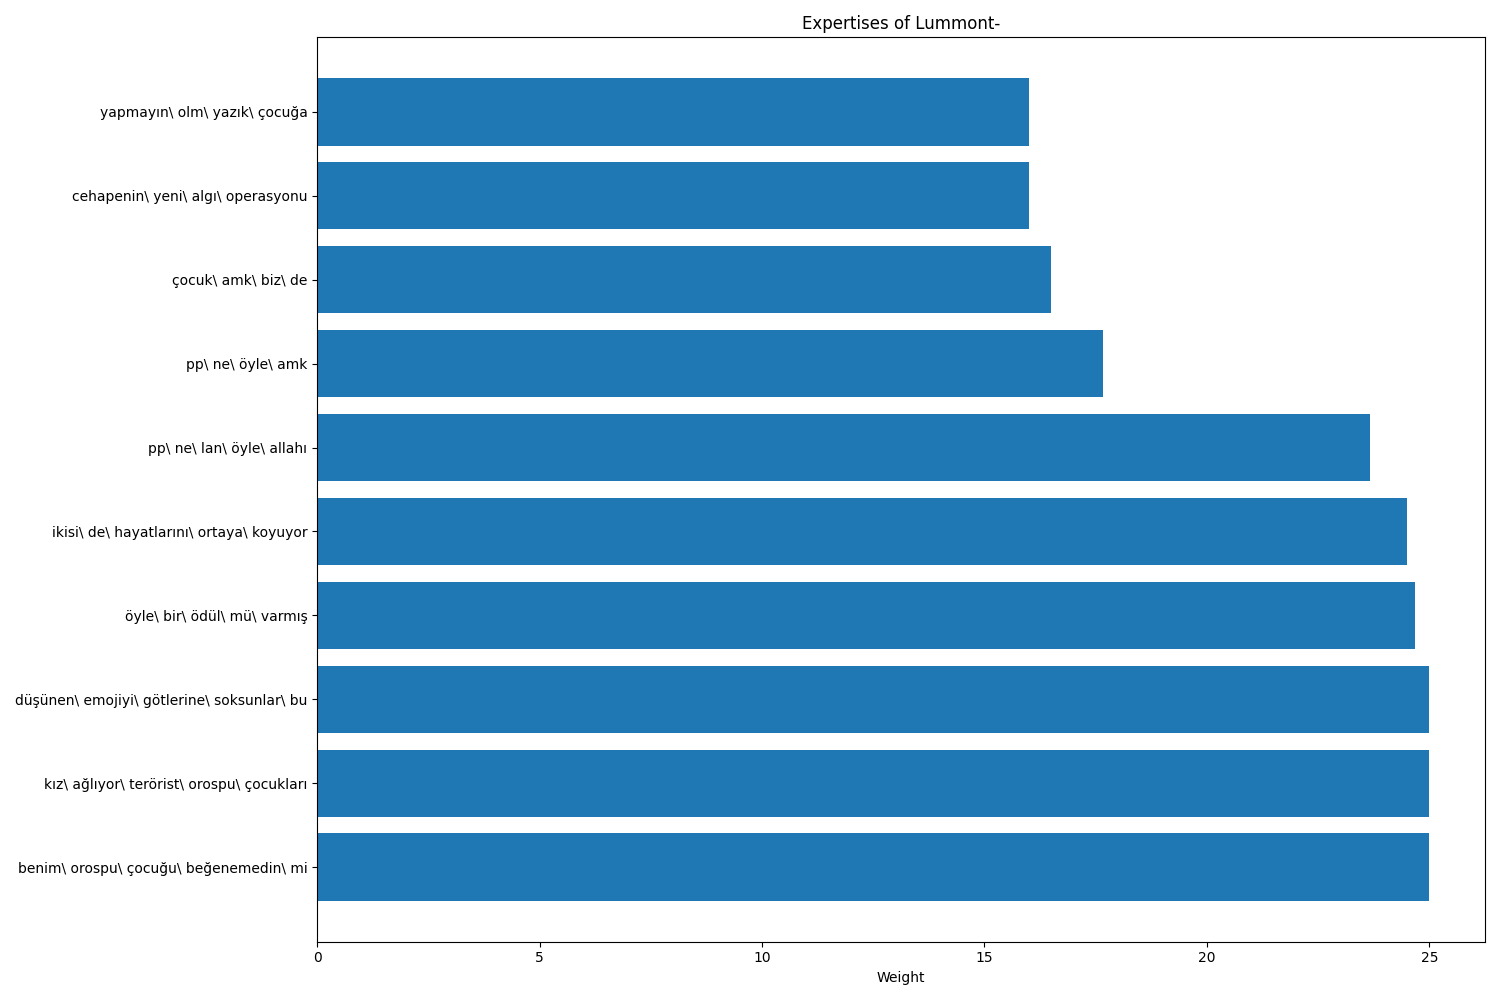 Expertises of Lummont-
yapmayın\ olm\ yazık\ çocuğa
cehapenin\ yeni\ algı\ operasyonu
çocuk\ amk\ biz\ de
pp\ ne\ öyle\ amk
pp\ ne\ lan\ öyle\ allahı
ikisi\ de\ hayatlarını\ ortaya\ koyuyor
öyle\ bir\ ödül\ mü\ varmış
düşünen\ emojiyi\ götlerine\ soksunlar\ bu
kız\ ağlıyor\ terörist\ orospu\ çocukları
benim\ orospu\ çocuğu\ beğenemedin\ mi
0 5 10 15 20 25
Weight